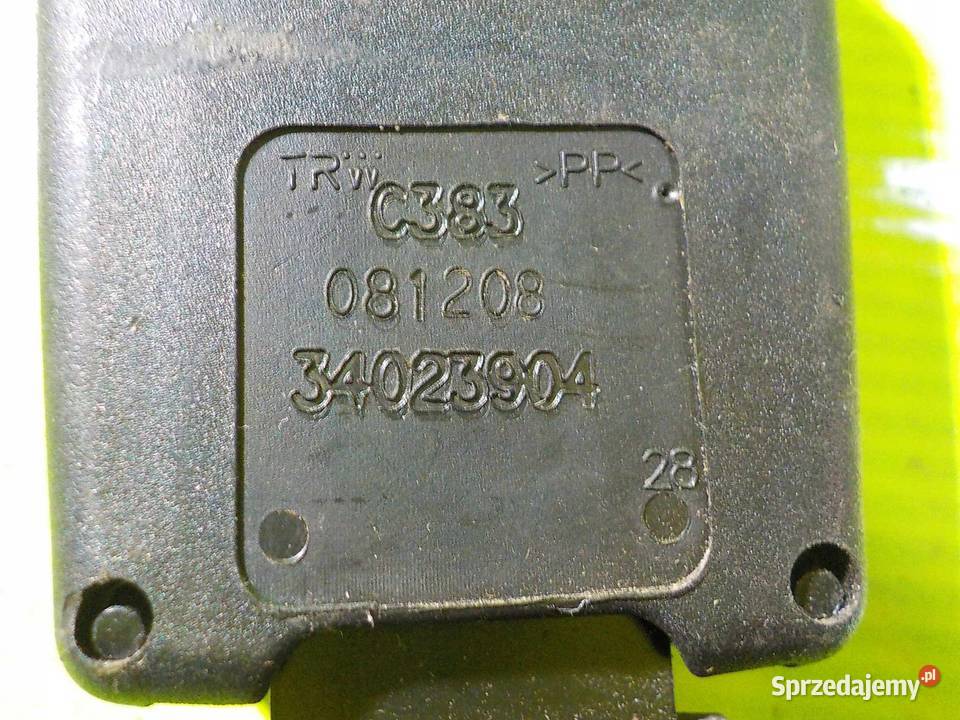 TRW >PP<
C383
081208
34023904
28
Sprzedajemy.pl